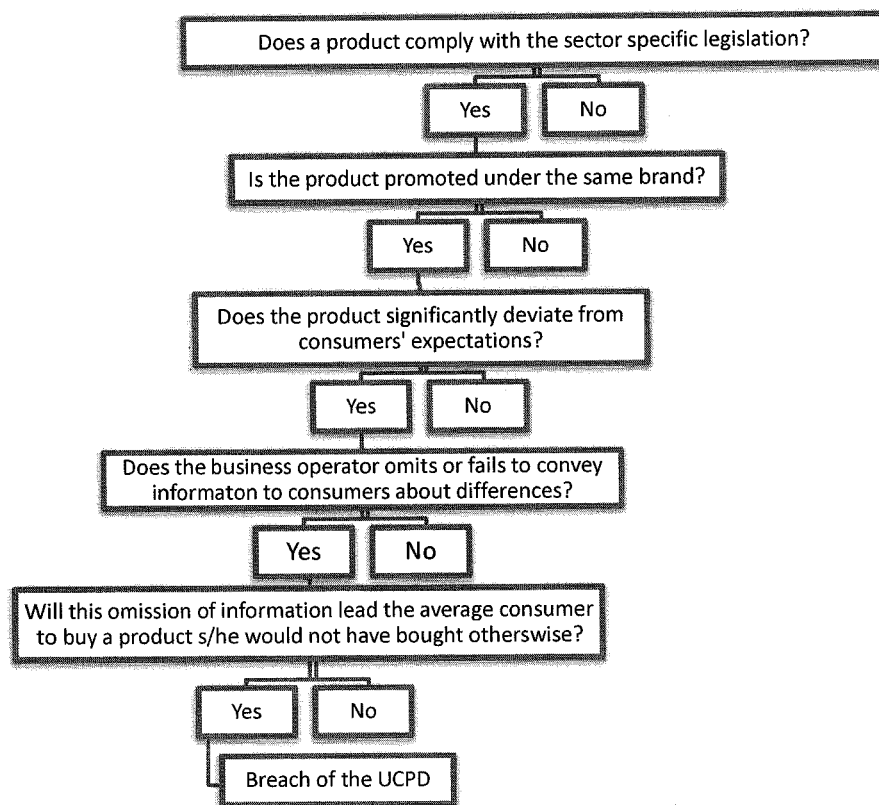 Does a product comply with the sector specific legislation?
Yes
No
Is the product promoted under the same brand?
Yes
No
Does the product significantly deviate from
consumers' expectations?
Yes
No
Does the business operator omits or fails to convey
informaton to consumers about differences?
Yes
No
Will this omission of information lead the average consumer
to buy a product s/he would not have bought otherswise?
Yes
No
Breach of the UCPD